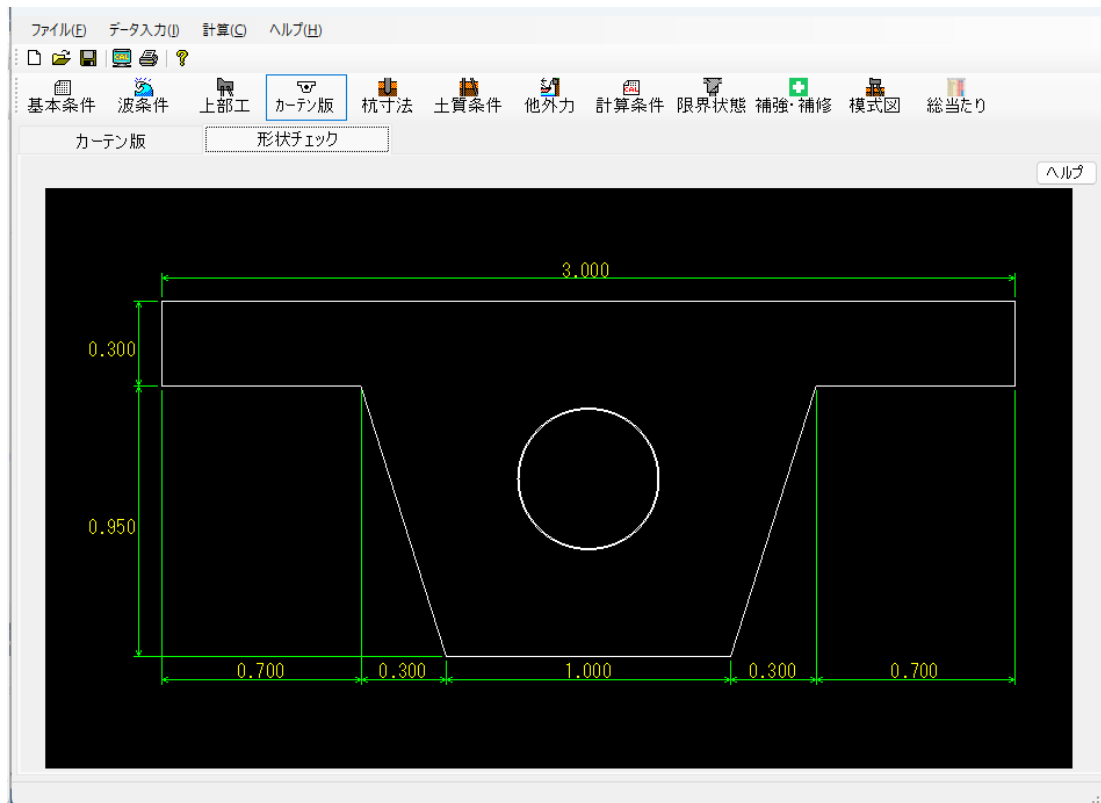 ファイル(F) データ入力(I) 計算(C) ヘルプ(H)
基本条件 波条件 上部工 カーテン版 杭寸法 土質条件 他外力 計算条件 限界状態 補強・補修 模式図 総当たり
カーテン版 形状チェック
ヘルプ
3.000
0.300
0.950
0.700 0.300 1.000 0.300 0.700